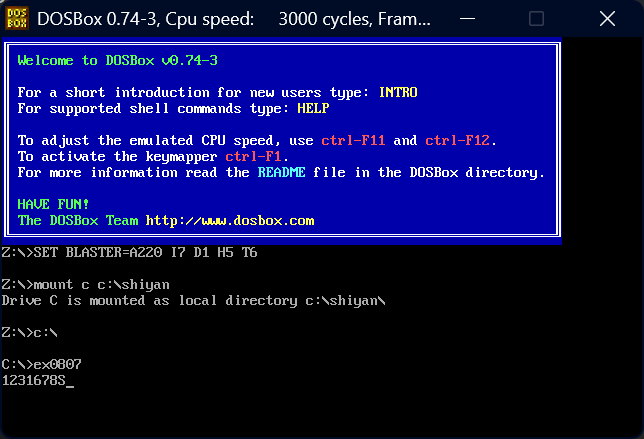 DOS BOX
DOSBox 0.74-3, Cpu speed: 3000 cycles, Fram...
Welcome to DOSBox v0.74-3
For a short introduction for new users type: INTRO
For supported shell commands type: HELP
To adjust the emulated CPU speed, use ctrl-F11 and ctrl-F12.
To activate the keymapper ctrl-F1.
For more information read the README file in the DOSBox directory.
HAVE FUN!
The DOSBox Team http://www.dosbox.com
Z:\>SET BLASTER=A220 I7 D1 H5 T6
Z:\>mount c c:\shiyan
Drive C is mounted as local directory c:\shiyan\
Z:\>c:\
C:\>ex0807
1231678S_